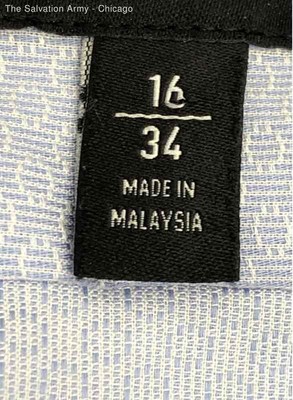 The Salvation Army - Chicago
16
34
MADE IN
MALAYSIA